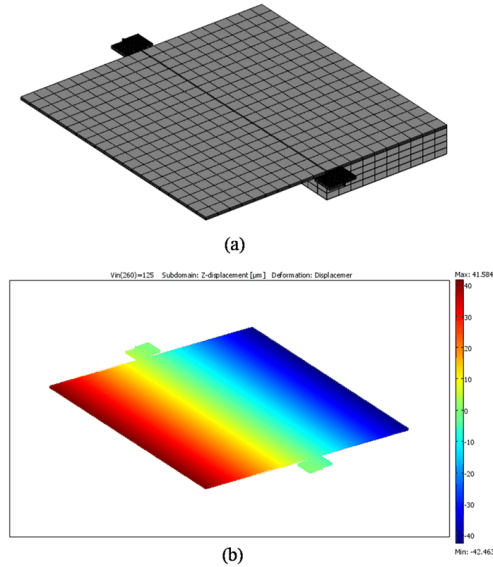 (a)
Vin(260)=125 Subdomain: Z-displacement [µm] Deformation: Displacemer
Max: 41.584
40
30
20
10
0
-10
-20
-30
-40
Min: -42.463
(b)